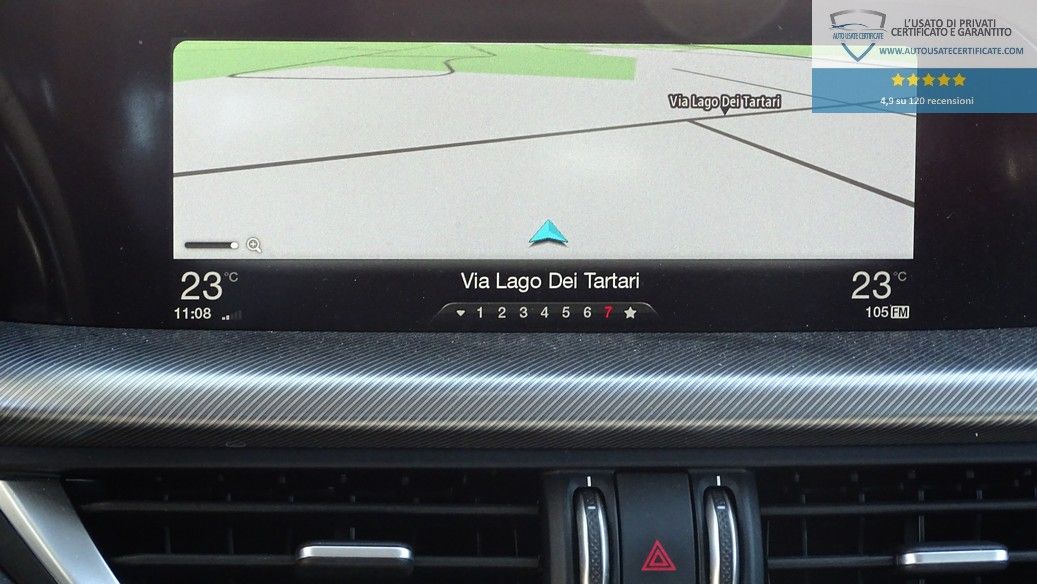 AUTO USATE CERTIFICATE
L'USATO DI PRIVATI
CERTIFICATO E GARANTITO
WWW.AUTOUSATECERTIFICATE.COM
4,9 su 120 recensioni
Via Lago Dei Tartari
23°C
Via Lago Dei Tartari
23°C
11:08
1 2 3 4 5 6 7
105 FM